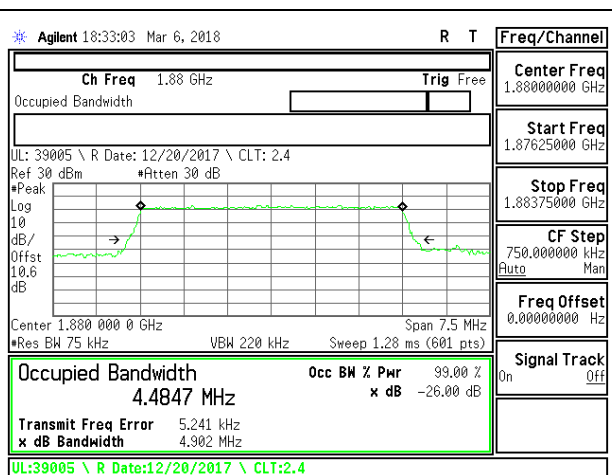 Agilent 18:33:03 Mar 6, 2018 R T
Freq/Channel
Ch Freq 1.88 GHz Trig Free
Occupied Bandwidth
UL: 39005 \ R Date: 12/20/2017 \ CLT: 2.4
Ref 30 dBm #Atten 30 dB
#Peak
Log
10
dB/
Offst
10.6
dB
Center 1.880 000 0 GHz Span 7.5 MHz
#Res BW 75 kHz VBW 220 kHz Sweep 1.28 ms (601 pts)
Occupied Bandwidth Occ BW % Pwr 99.00 %
4.4847 MHz x dB -26.00 dB
Transmit Freq Error 5.241 kHz
x dB Bandwidth 4.902 MHz
UL:39005 \ R Date:12/20/2017 \ CLT:2.4
Center Freq
1.88000000 GHz
Start Freq
1.87625000 GHz
Stop Freq
1.88375000 GHz
CF Step
750.000000 kHz
Auto Man
Freq Offset
0.00000000 Hz
Signal Track
On Off